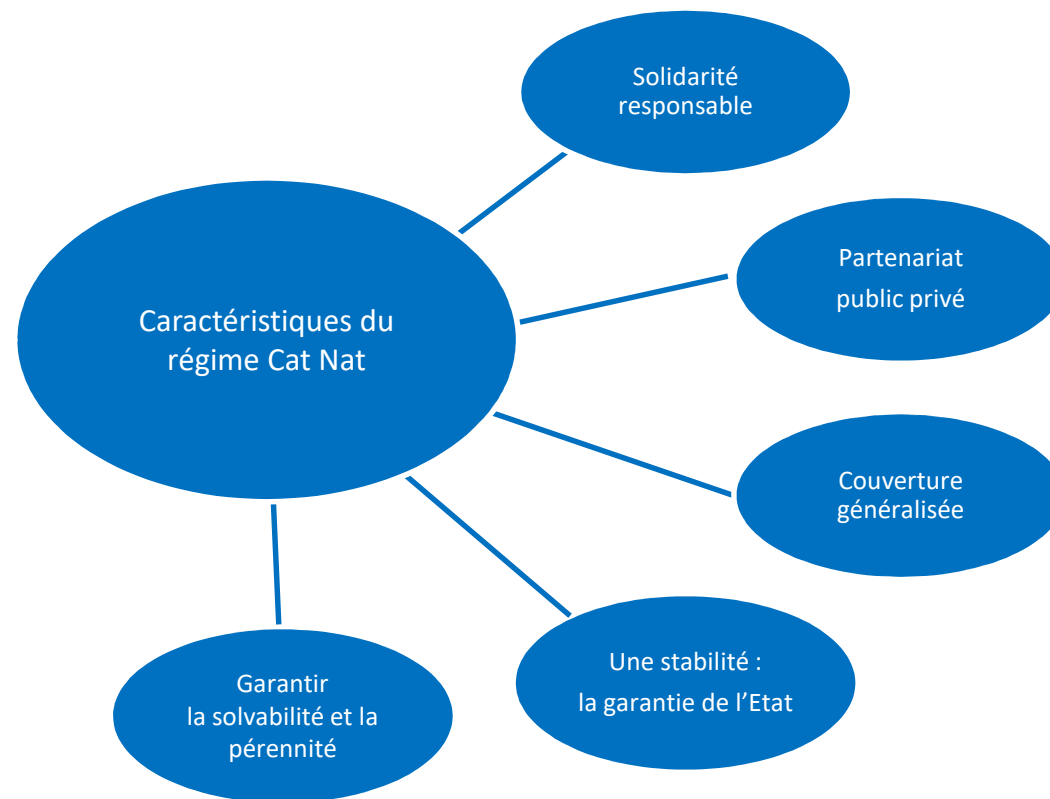 Solidarité
responsable
Partenariat
public privé
Caractéristiques du
régime Cat Nat
Couverture
généralisée
Une stabilité :
la garantie de l’Etat
Garantir
la solvabilité et la
pérennité